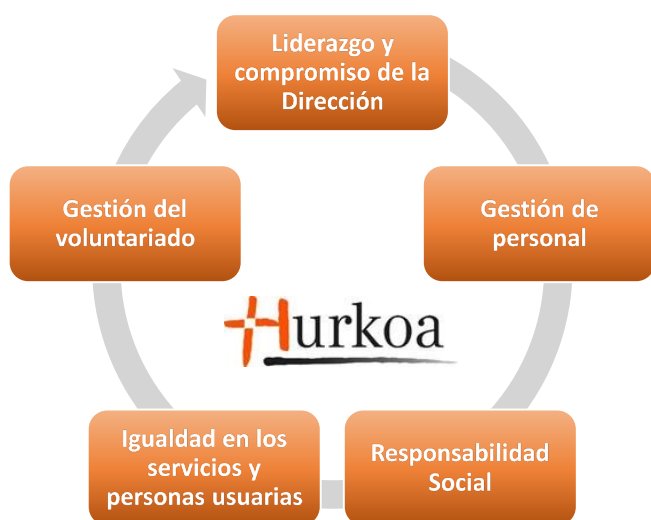 Liderazgo y
compromiso de la
Dirección
Gestión de
personal
Responsabilidad
Social
Igualdad en los
servicios y
personas usuarias
Gestión del
voluntariado
Hurkoa